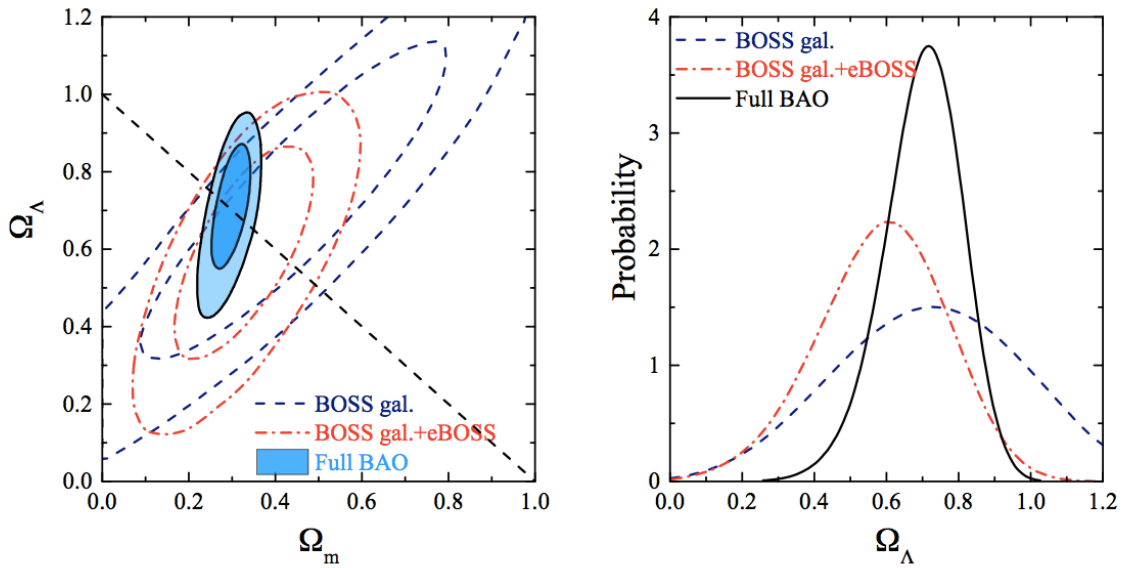 1.2
1.0
0.8
0.6
0.4
0.2
0.0
Ω_Λ
0.0 0.2 0.4 0.6 0.8 1.0
Ω_m
BOSS gal.
BOSS gal.+eBOSS
Full BAO
4
3
2
1
0
Probability
0.0 0.2 0.4 0.6 0.8 1.0 1.2
Ω_Λ
BOSS gal.
BOSS gal.+eBOSS
Full BAO